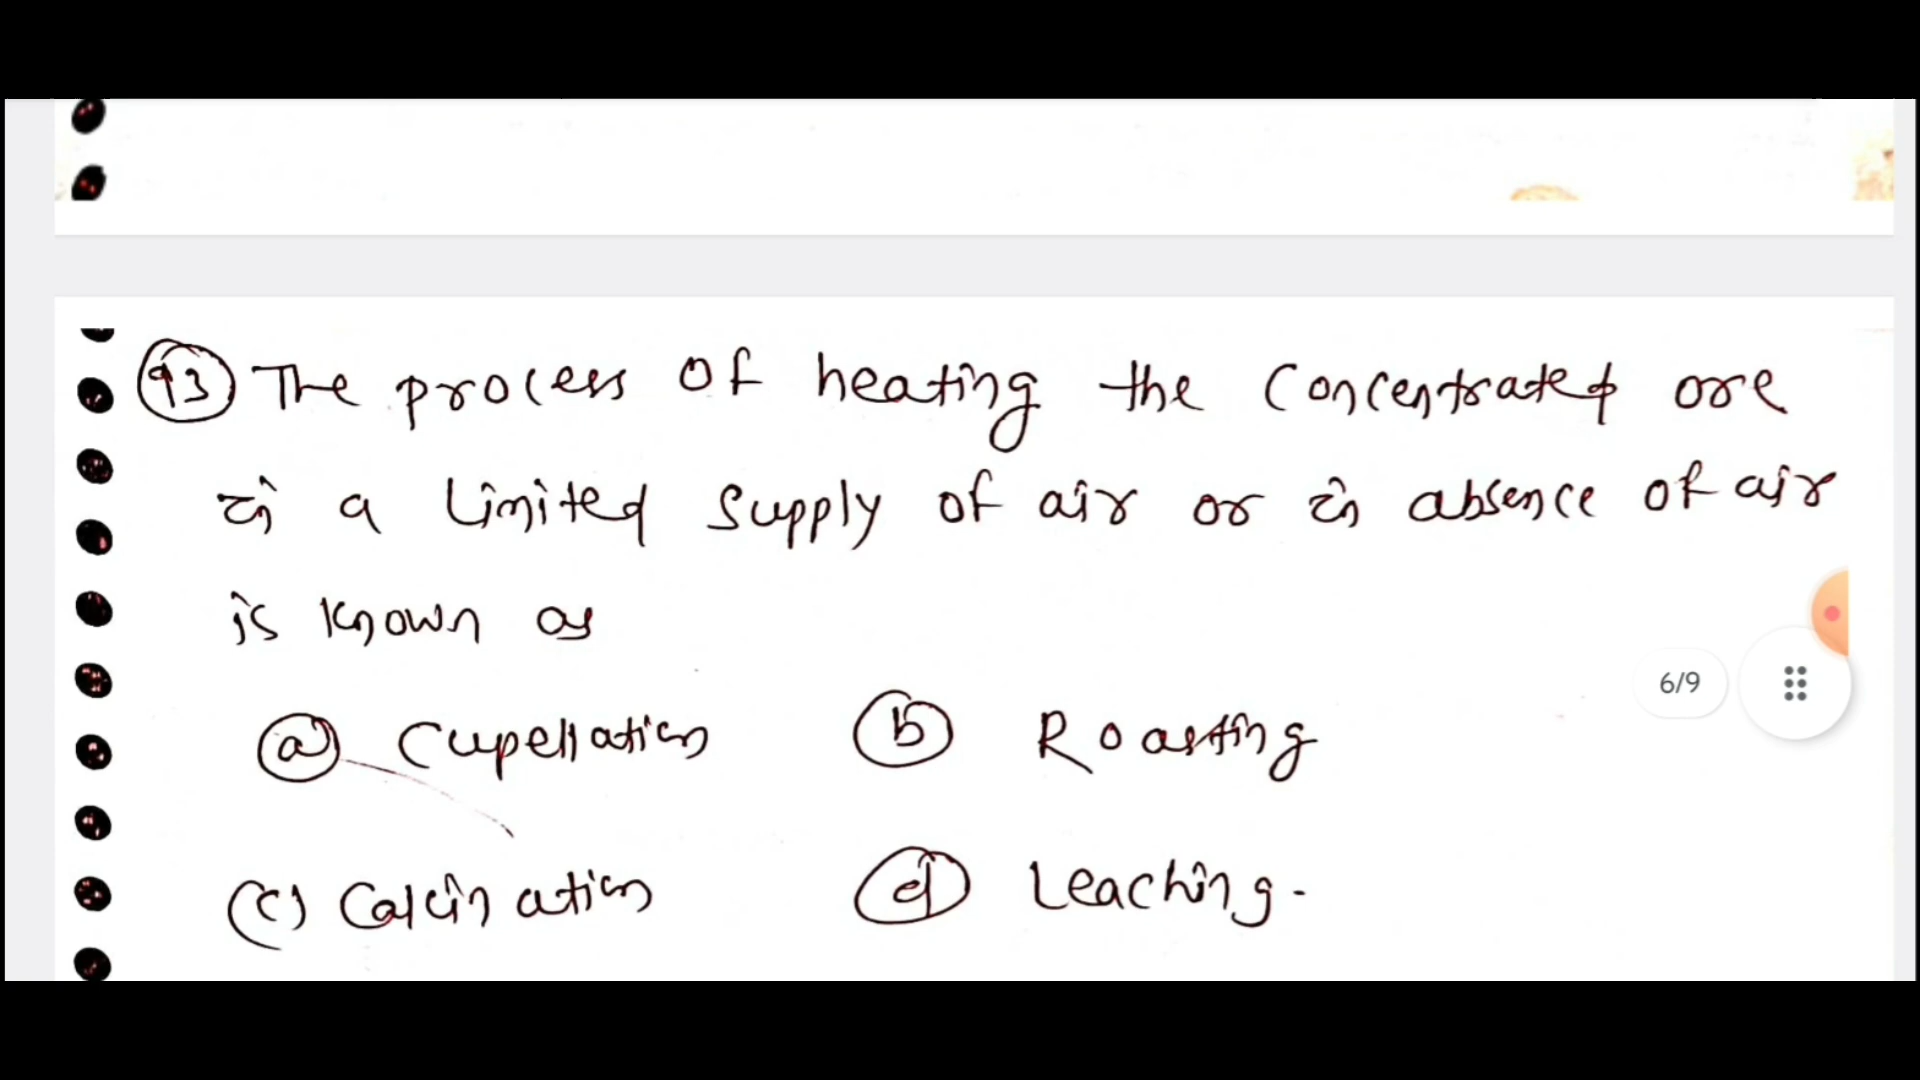 93 The process of heating the concentrated ore
in a limited supply of air or in absence of air
is known as
(a) Cupellation (b) Roasting
(c) Calcination (d) Leaching.
6/9